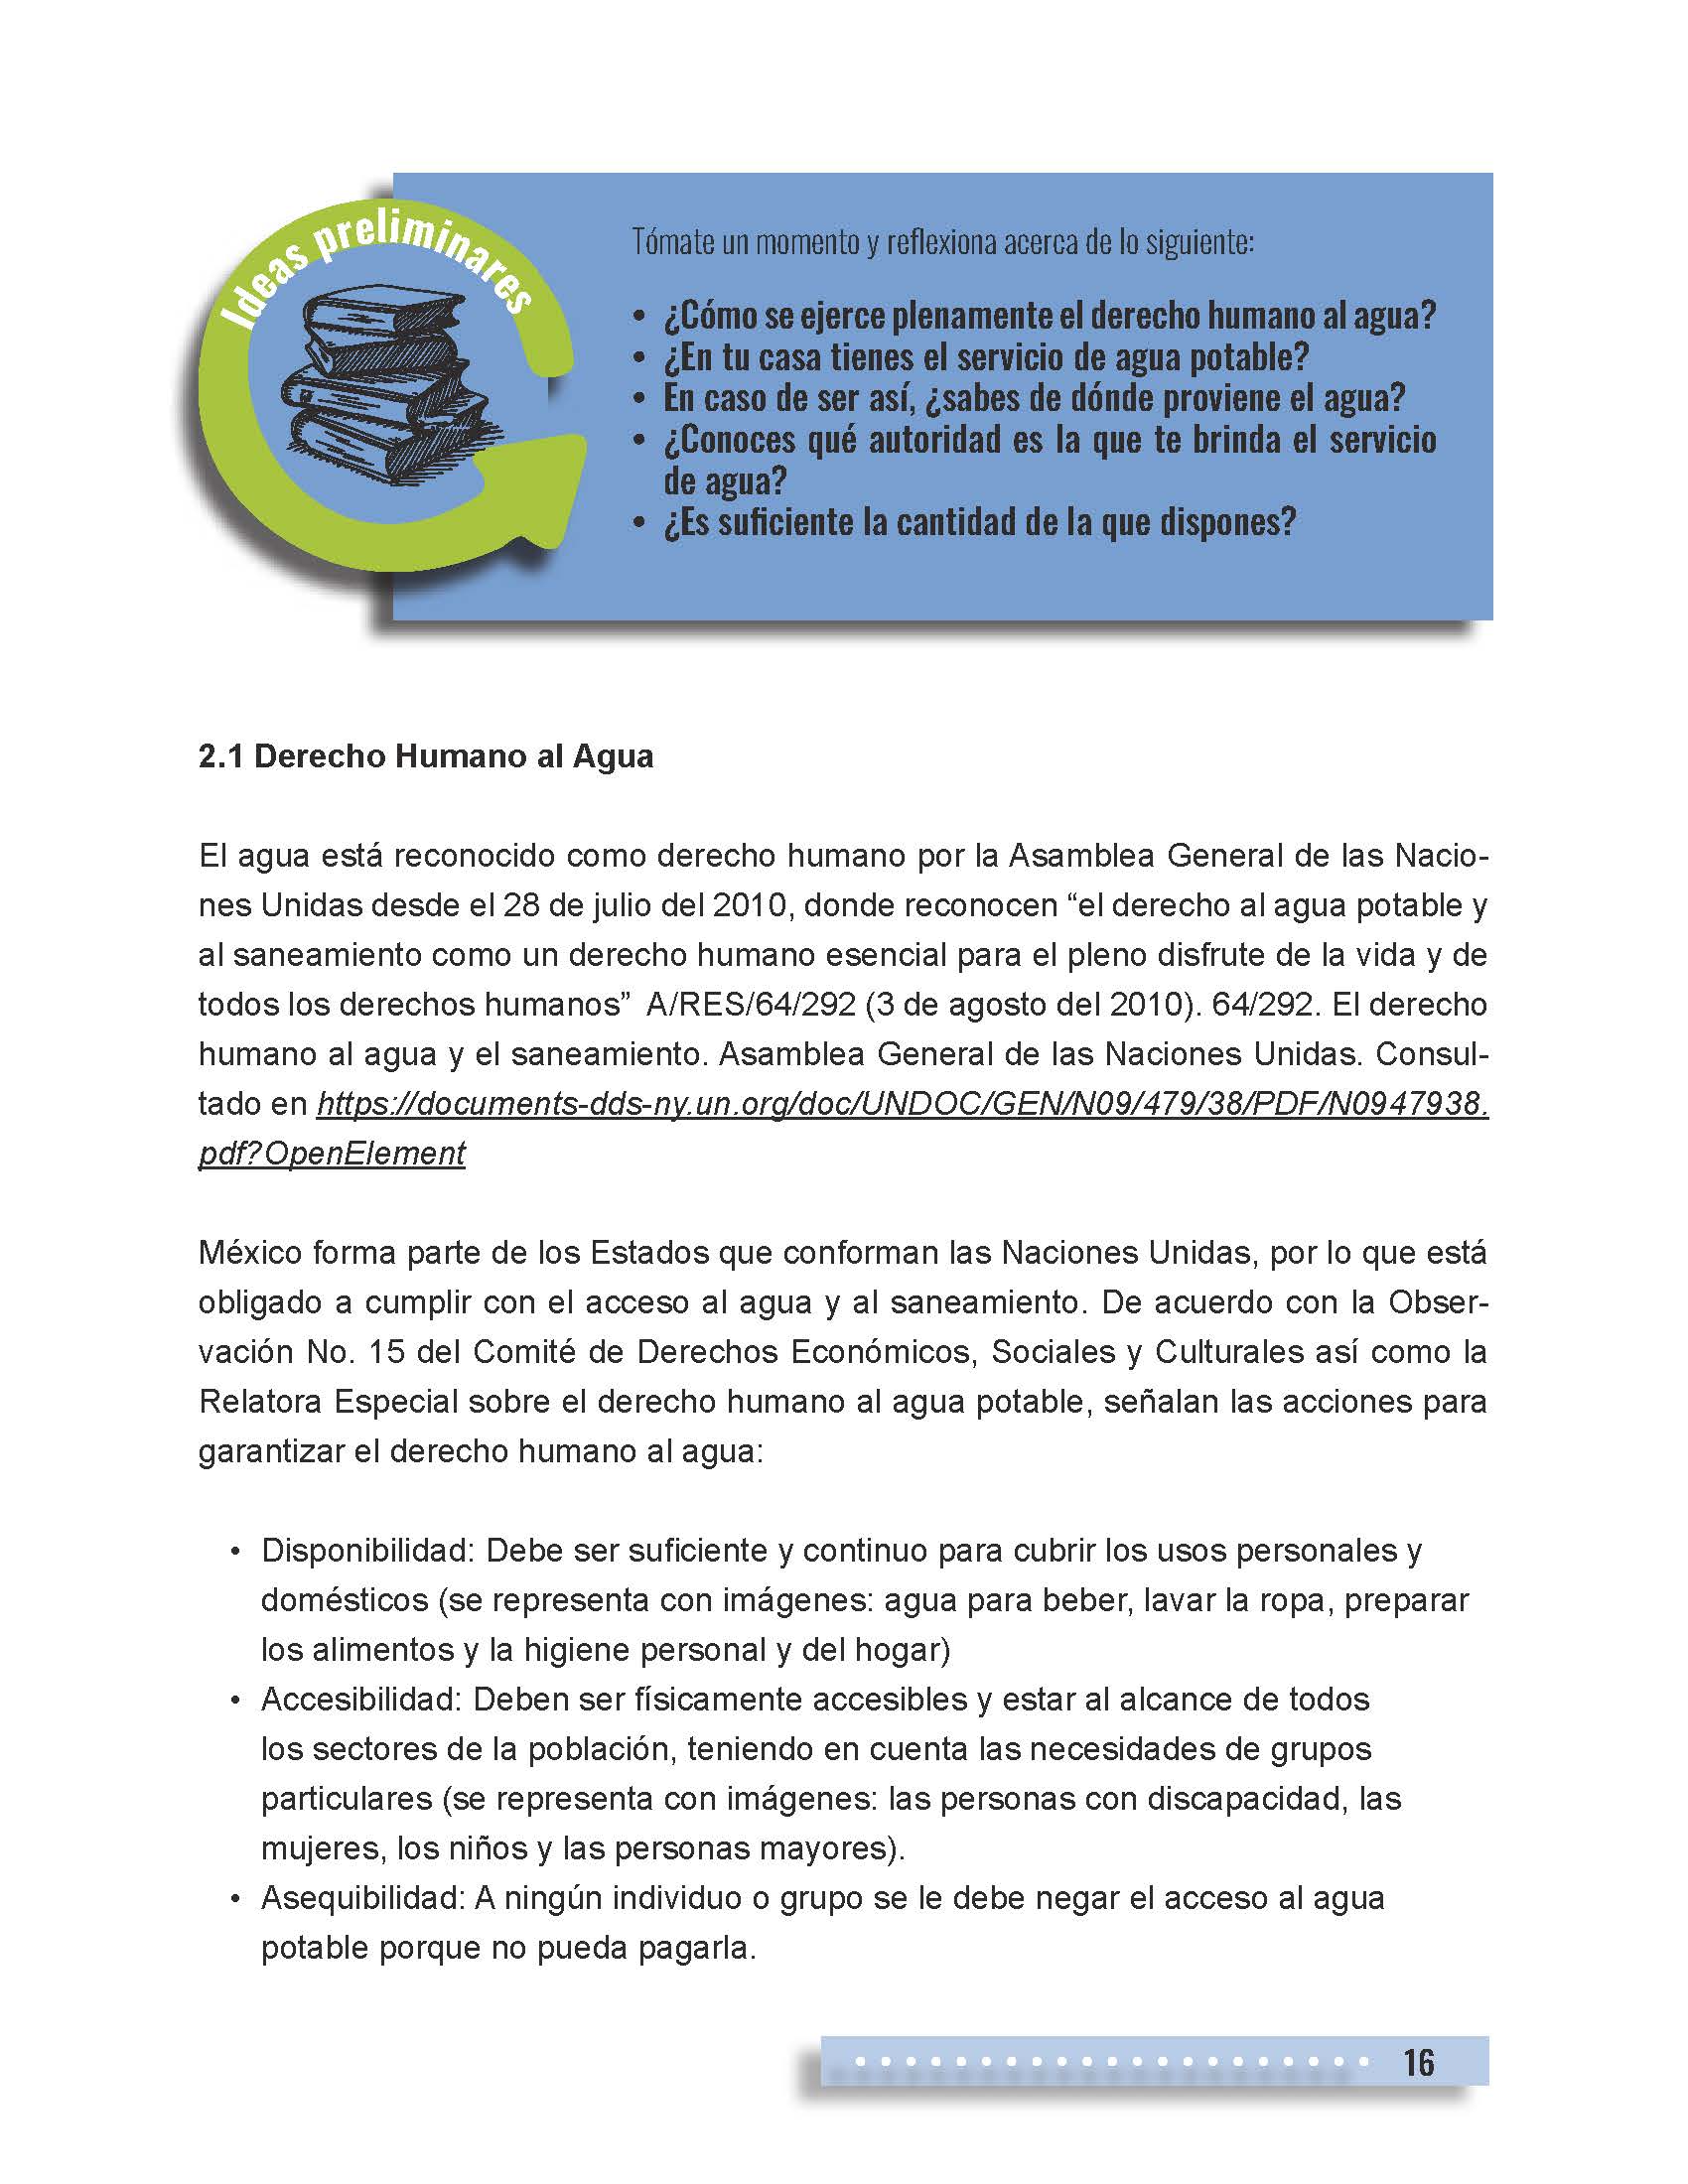 Ideas preliminares
Tómate un momento y reflexiona acerca de lo siguiente:
• ¿Cómo se ejerce plenamente el derecho humano al agua?
• ¿En tu casa tienes el servicio de agua potable?
• En caso de ser así, ¿sabes de dónde proviene el agua?
• ¿Conoces qué autoridad es la que te brinda el servicio
de agua?
• ¿Es suficiente la cantidad de la que dispones?
2.1 Derecho Humano al Agua
El agua está reconocido como derecho humano por la Asamblea General de las Nacio-
nes Unidas desde el 28 de julio del 2010, donde reconocen “el derecho al agua potable y
al saneamiento como un derecho humano esencial para el pleno disfrute de la vida y de
todos los derechos humanos” A/RES/64/292 (3 de agosto del 2010). 64/292. El derecho
humano al agua y el saneamiento. Asamblea General de las Naciones Unidas. Consul-
tado en https://documents-dds-ny.un.org/doc/UNDOC/GEN/N09/479/38/PDF/N0947938.
pdf?OpenElement
México forma parte de los Estados que conforman las Naciones Unidas, por lo que está
obligado a cumplir con el acceso al agua y al saneamiento. De acuerdo con la Obser-
vación No. 15 del Comité de Derechos Económicos, Sociales y Culturales así como la
Relatora Especial sobre el derecho humano al agua potable, señalan las acciones para
garantizar el derecho humano al agua:
• Disponibilidad: Debe ser suficiente y continuo para cubrir los usos personales y
domésticos (se representa con imágenes: agua para beber, lavar la ropa, preparar
los alimentos y la higiene personal y del hogar)
• Accesibilidad: Deben ser físicamente accesibles y estar al alcance de todos
los sectores de la población, teniendo en cuenta las necesidades de grupos
particulares (se representa con imágenes: las personas con discapacidad, las
mujeres, los niños y las personas mayores).
• Asequibilidad: A ningún individuo o grupo se le debe negar el acceso al agua
potable porque no pueda pagarla.
16